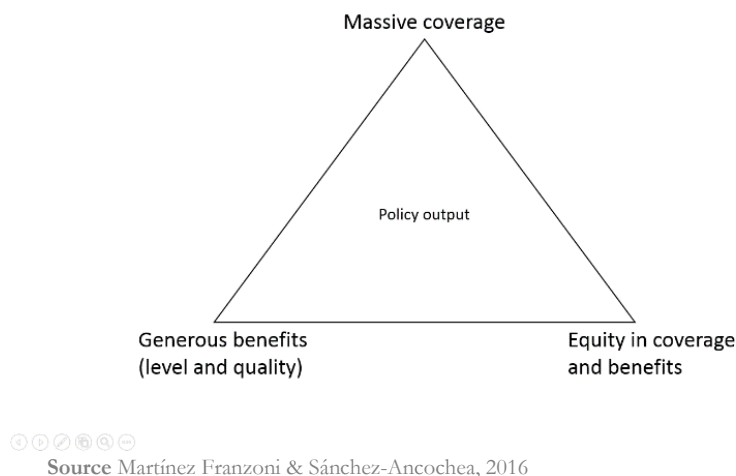 Massive coverage
Policy output
Generous benefits
(level and quality)
Equity in coverage
and benefits
Source Martínez Franzoni & Sánchez-Ancochea, 2016